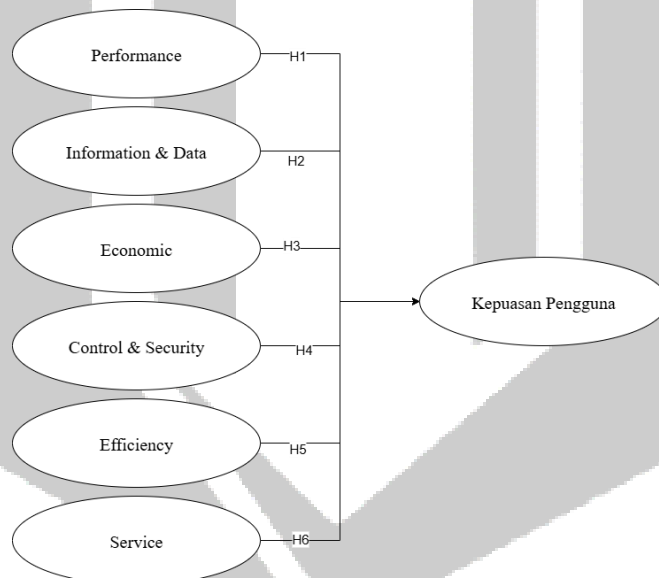 Performance
H1
Information & Data
H2
Economic
H3
Kepuasan Pengguna
Control & Security
H4
Efficiency
H5
Service
H6